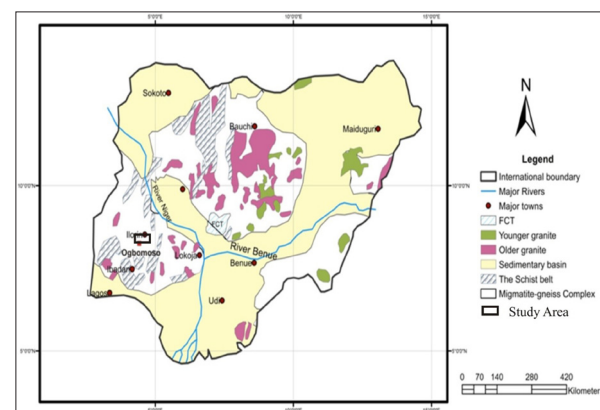 Sokoto
Bauchi
Maiduguri
N
Legend
International boundary
Major Rivers
Major towns
FCT
Younger granite
Older granite
Sedimentary basin
The Schist belt
Migmatite-gneiss Complex
Study Area
River Niger
FCT
Ilorin
Ogbomoso
River Benue
Lokoja
Benue
Ibadan
Lagos
Udi
0 70 140 280 420
Kilometer